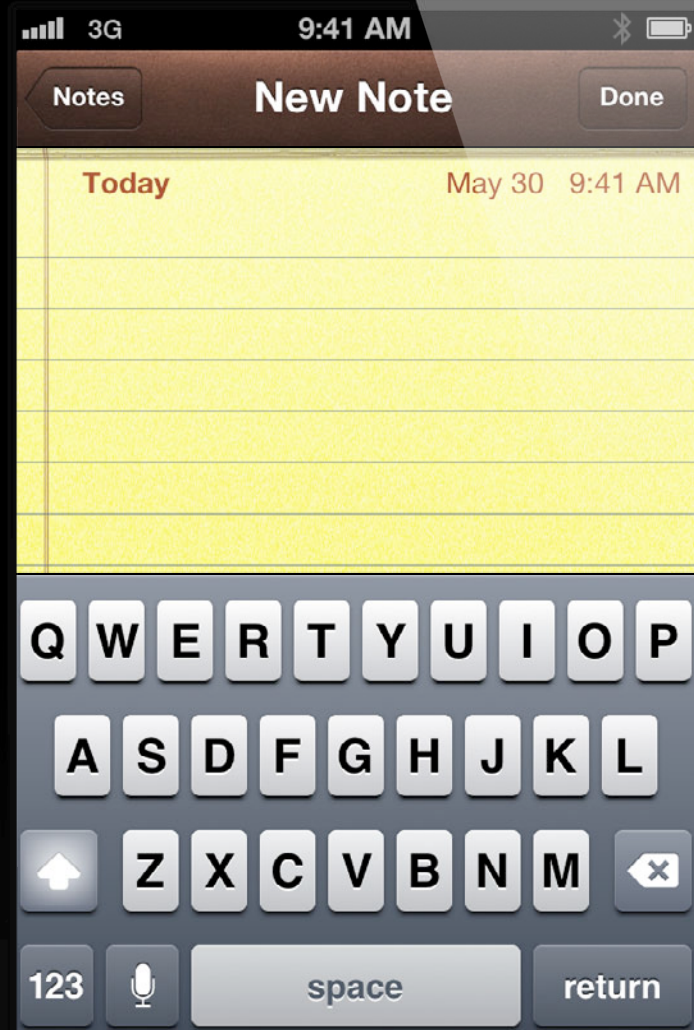 3G 9:41 AM
Notes New Note Done
Today May 30 9:41 AM
Q W E R T Y U I O P
A S D F G H J K L
Z X C V B N M
123 space return